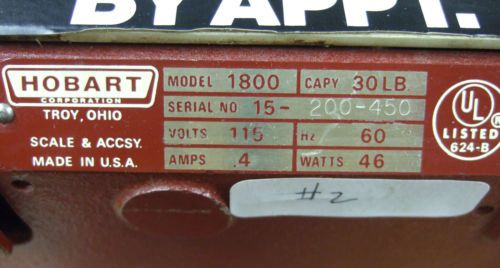 BY APPT.
HOBART
CORPORATION
TROY, OHIO
SCALE & ACCSY.
MADE IN U.S.A.
MODEL 1800 CAPY 30LB.
SERIAL NO 15- 200-450
VOLTS 115 Hz 60
AMPS .4 WATTS 46
UL
LISTED
624-B
#2